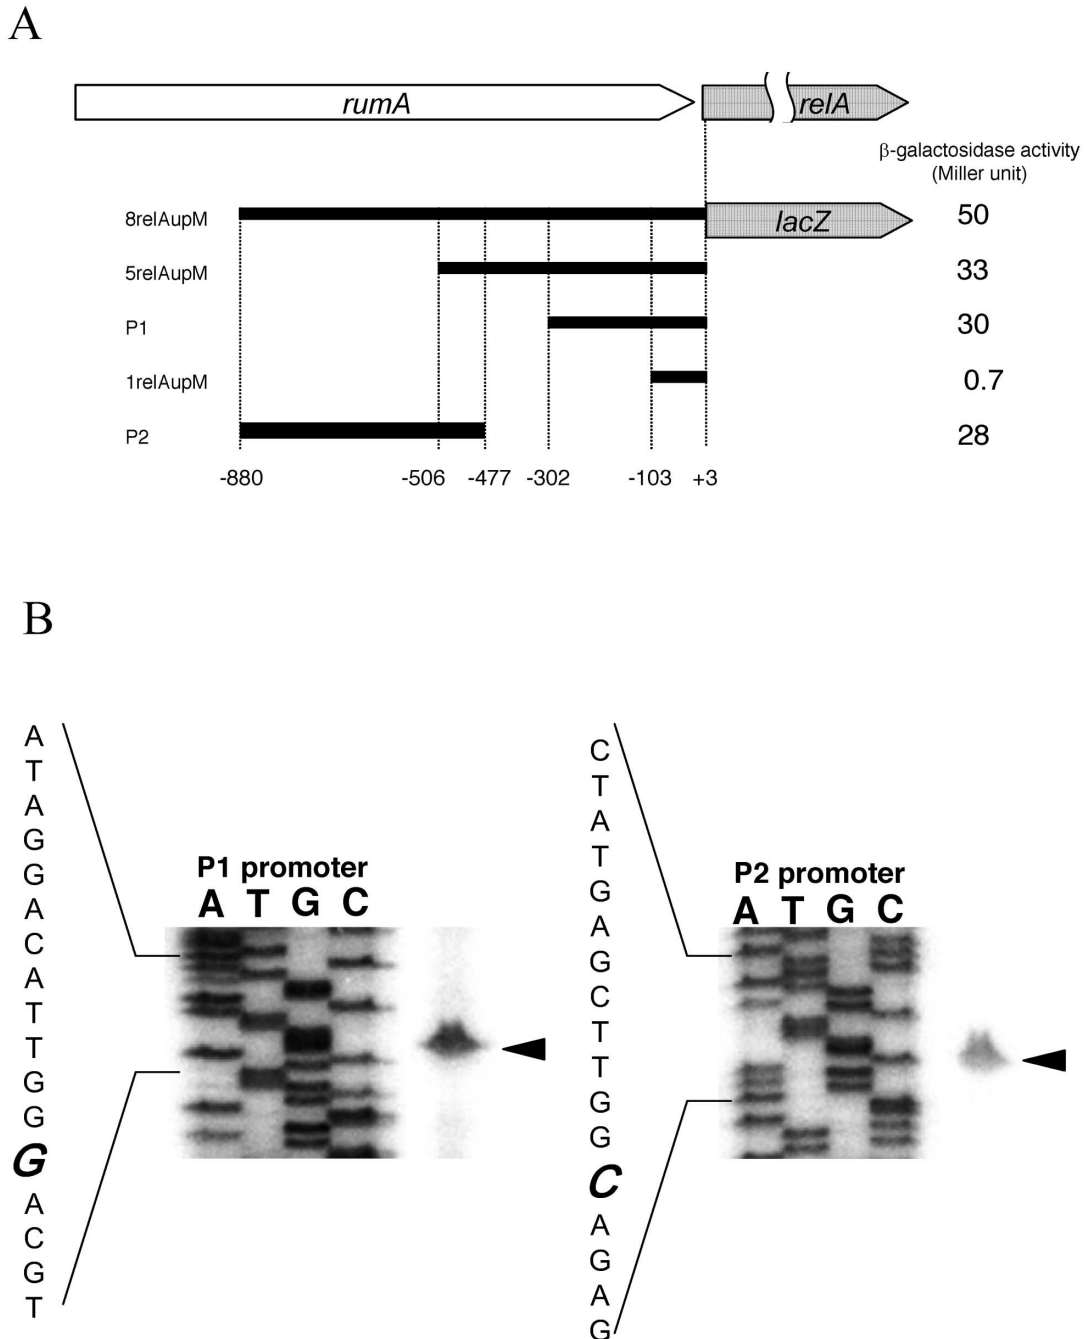 A
rumA
relA
β-galactosidase activity
(Miller unit)
8relAupM
lacZ
50
5relAupM
33
P1
30
1relAupM
0.7
P2
28
-880
-506
-477
-302
-103
+3
B
A
T
A
G
G
A
C
A
T
T
G
G
G
A
C
G
T
P1 promoter
A T G C
C
T
A
T
G
A
G
C
T
T
G
G
C
A
G
A
G
P2 promoter
A T G C